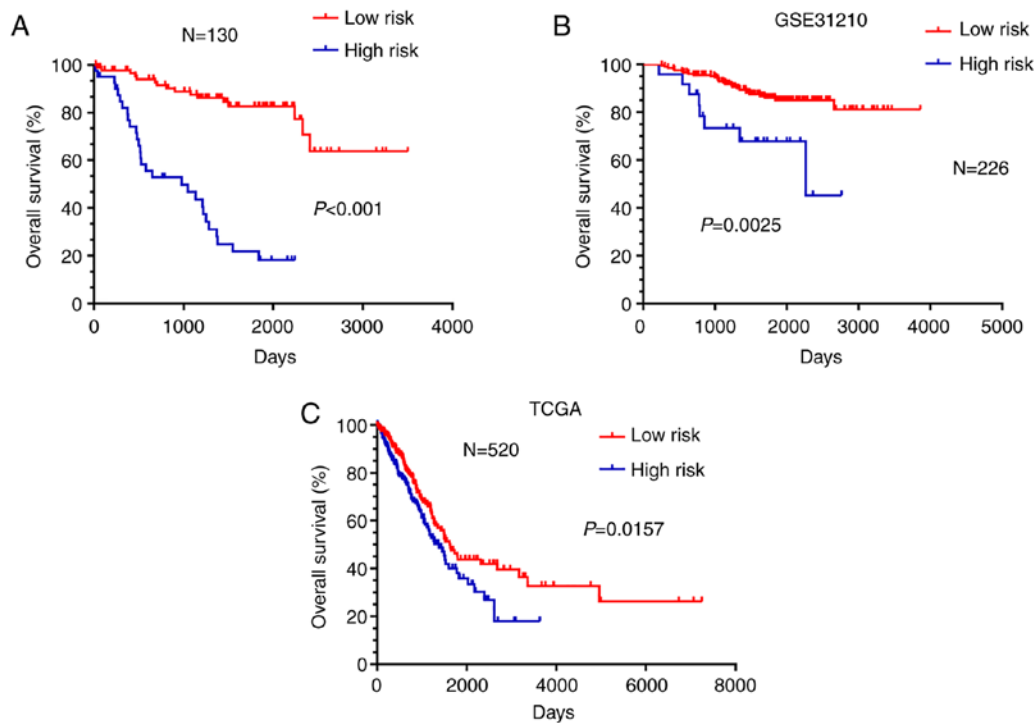 A
N=130
Low risk
High risk
Overall survival (%)
100
80
60
40
20
0
P<0.001
0 1000 2000 3000 4000
Days
B
GSE31210
Low risk
High risk
Overall survival (%)
100
80
60
40
20
0
N=226
P=0.0025
0 1000 2000 3000 4000 5000
Days
C
TCGA
N=520
Low risk
High risk
Overall survival (%)
100
80
60
40
20
0
P=0.0157
0 2000 4000 6000 8000
Days